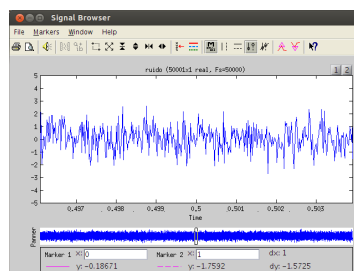 Signal Browser
File Markers Window Help
ruido (50001x1 real, Fs=50000)
1 2
5
4
3
2
1
0
-1
-2
-3
-4
-5
0.497 0.498 0.499 0.5 0.501 0.502 0.503
Time
Panner
Marker 1 x: 0 Marker 2 x: 1 dx: 1
y: -0.18671 y: -1.7592 dy: -1.5725